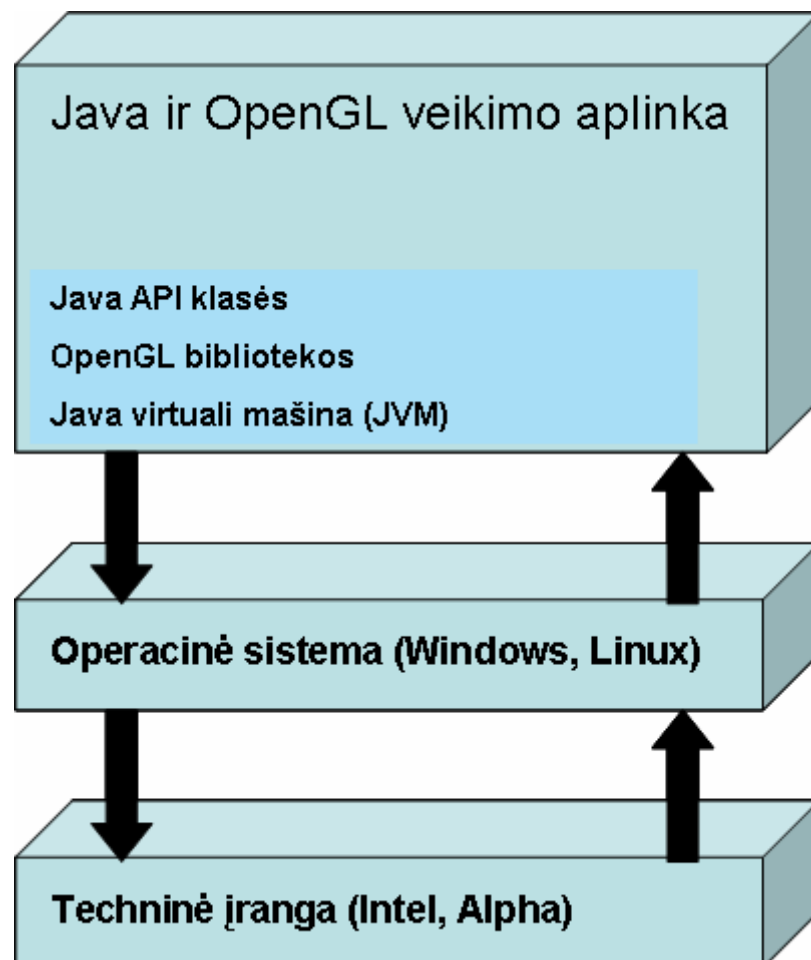 Java ir OpenGL veikimo aplinka
Java API klasės
OpenGL bibliotekos
Java virtuali mašina (JVM)
Operacinė sistema (Windows, Linux)
Techninė įranga (Intel, Alpha)